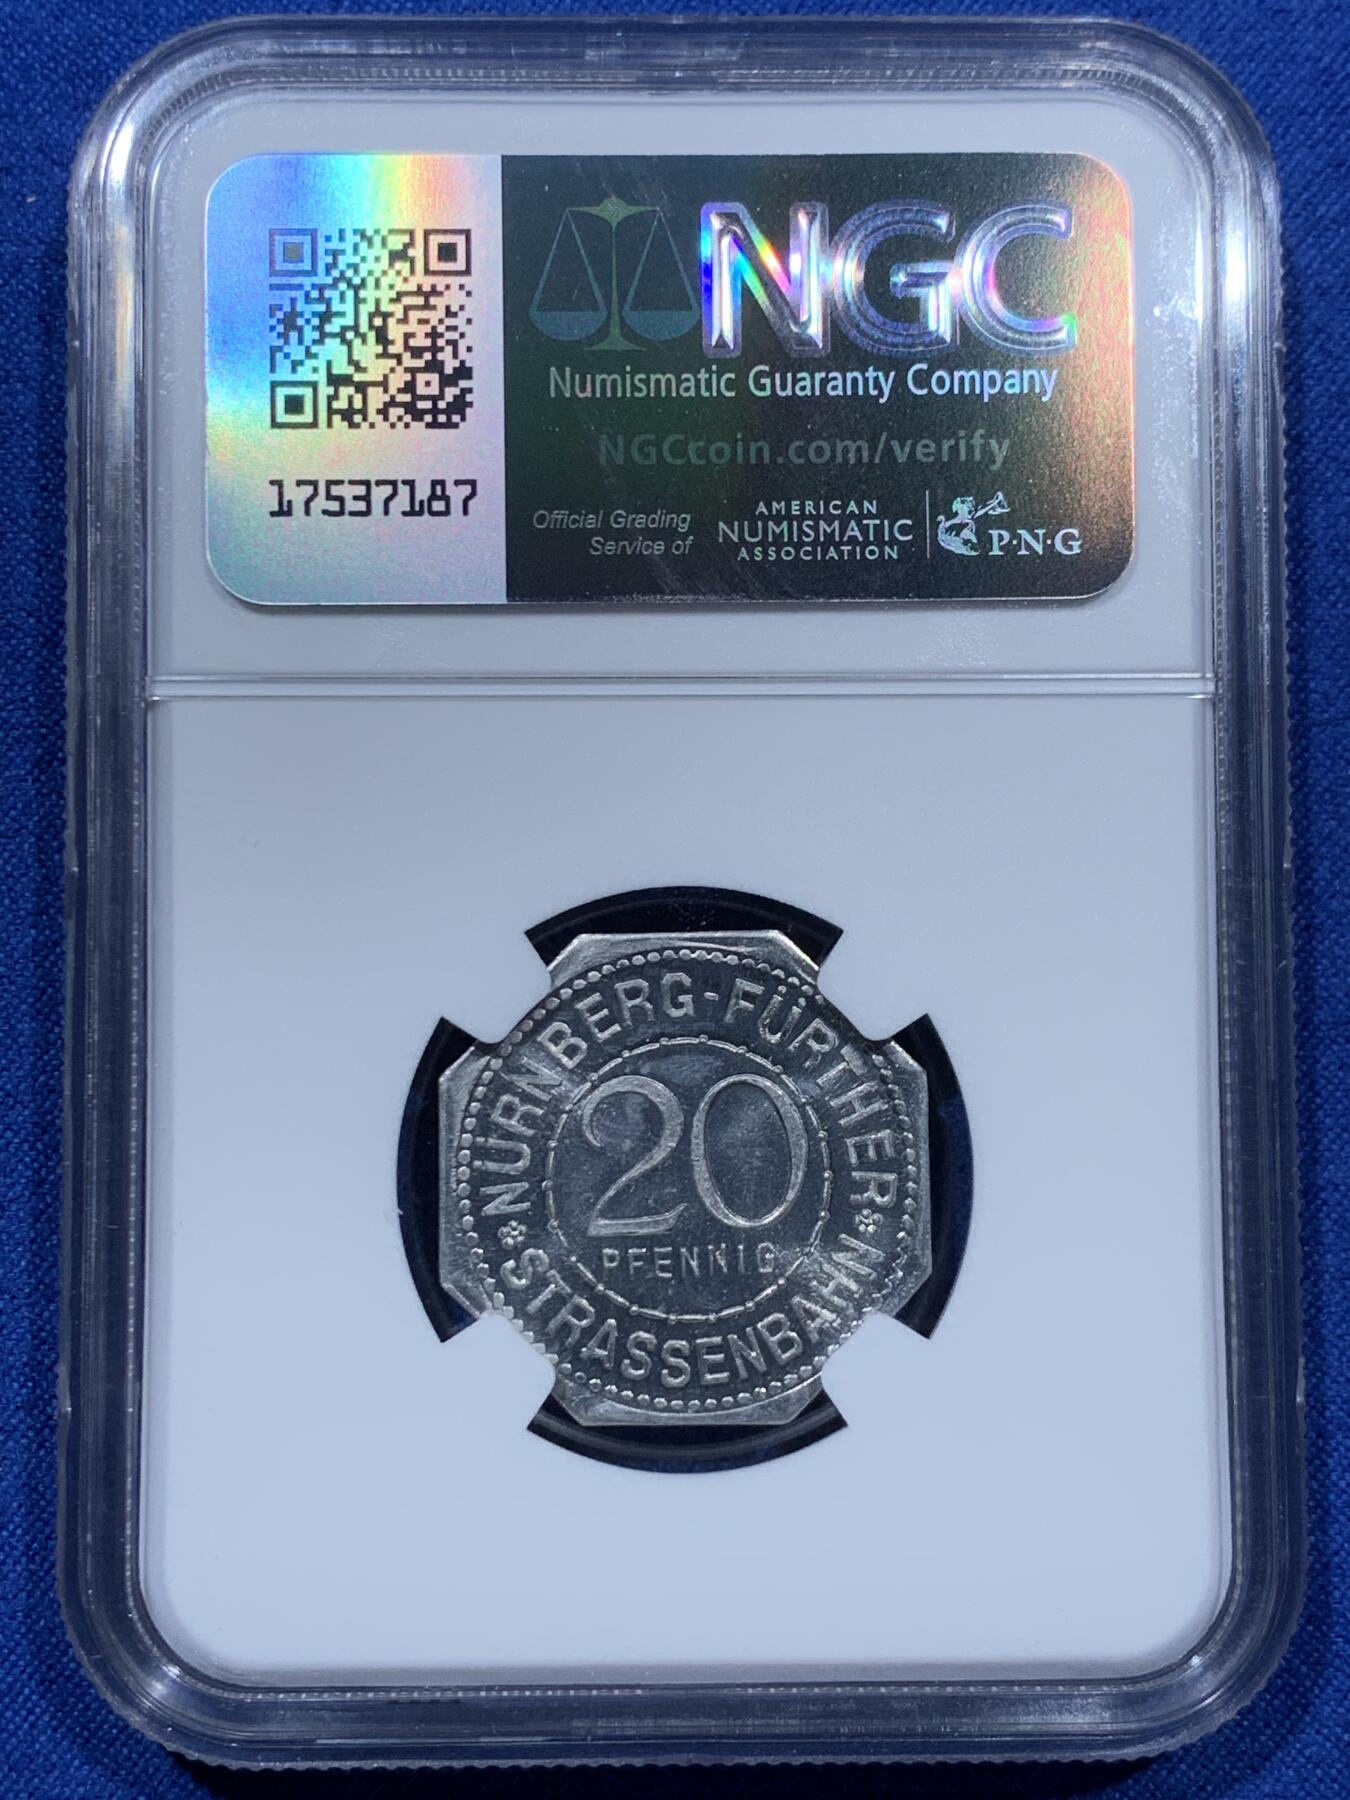 NGC
Numismatic Guaranty Company
NGCcoin.com/verify
17537187
Official Grading
Service of
AMERICAN
NUMISMATIC
ASSOCIATION
P·N·G
NÜRNBERG-FÜRTHER
20
PFENNIG
STRASSENBAHN